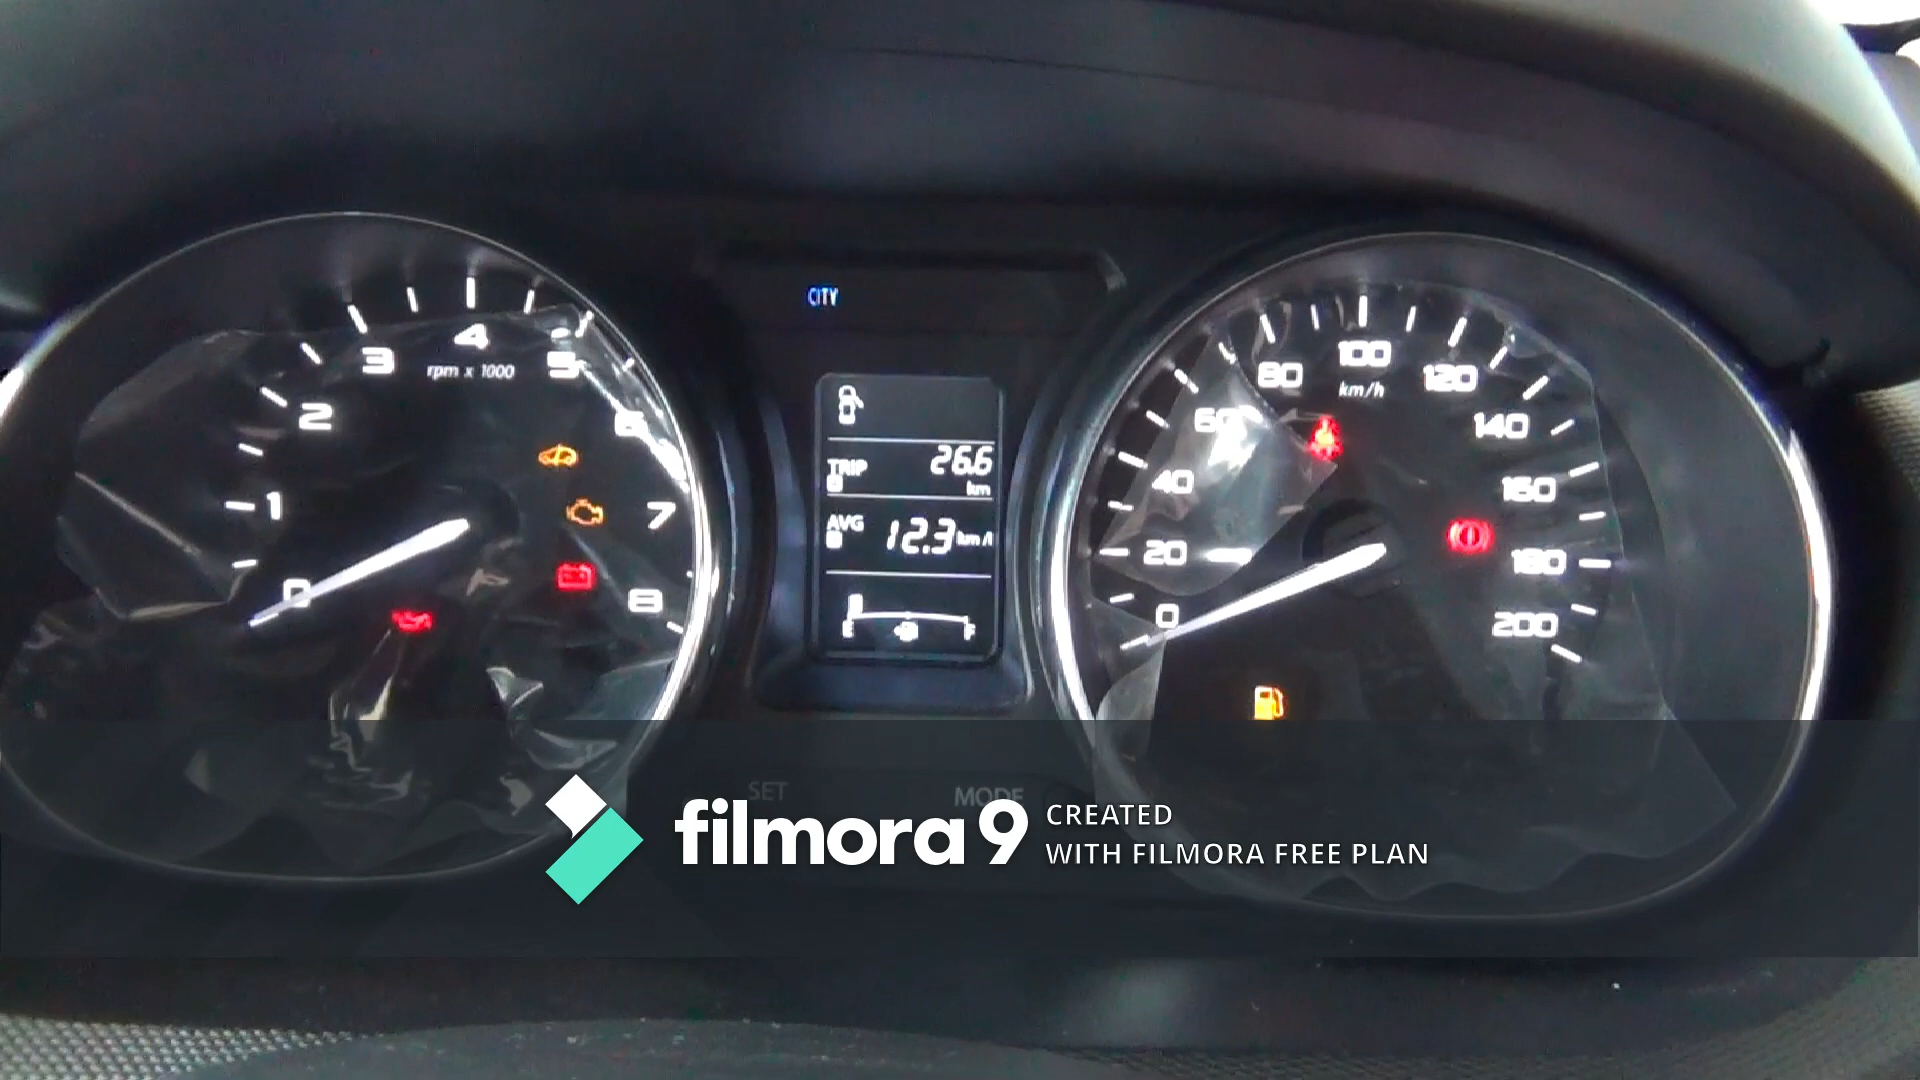 CITY
0
1
2
3
4
5
6
7
8
rpm x 1000
TRIP 26.6
km
AVG 12.3 km/l
E F
0
20
40
60
80
100
120
140
160
180
200
km/h
SET MODE
filmora9 CREATED
WITH FILMORA FREE PLAN